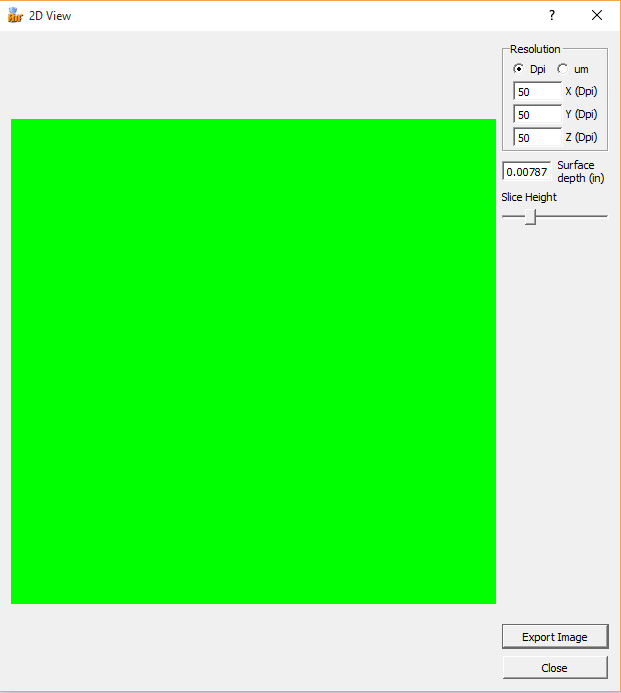 2D View
?
Resolution
Dpi
um
50
X (Dpi)
50
Y (Dpi)
50
Z (Dpi)
0.00787
Surface
depth (in)
Slice Height
Export Image
Close